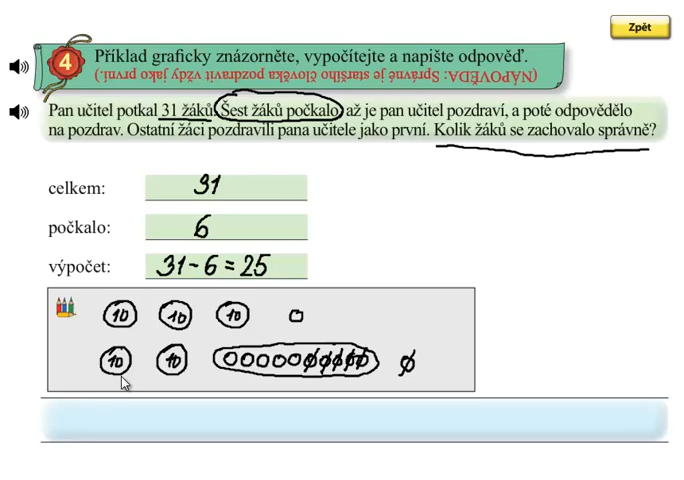 Zpět
4 Příklad graficky znázorněte, vypočítejte a napište odpověď.
(NÁPOVĚDA: Správné je staršího člověka pozdravit vždy jako první.)
Pan učitel potkal 31 žáků. Šest žáků počkalo, až je pan učitel pozdraví, a poté odpovědělo
na pozdrav. Ostatní žáci pozdravili pana učitele jako první. Kolik žáků se zachovalo správně?
celkem: 31
počkalo: 6
výpočet: 31-6=25
10 10 10
10 10